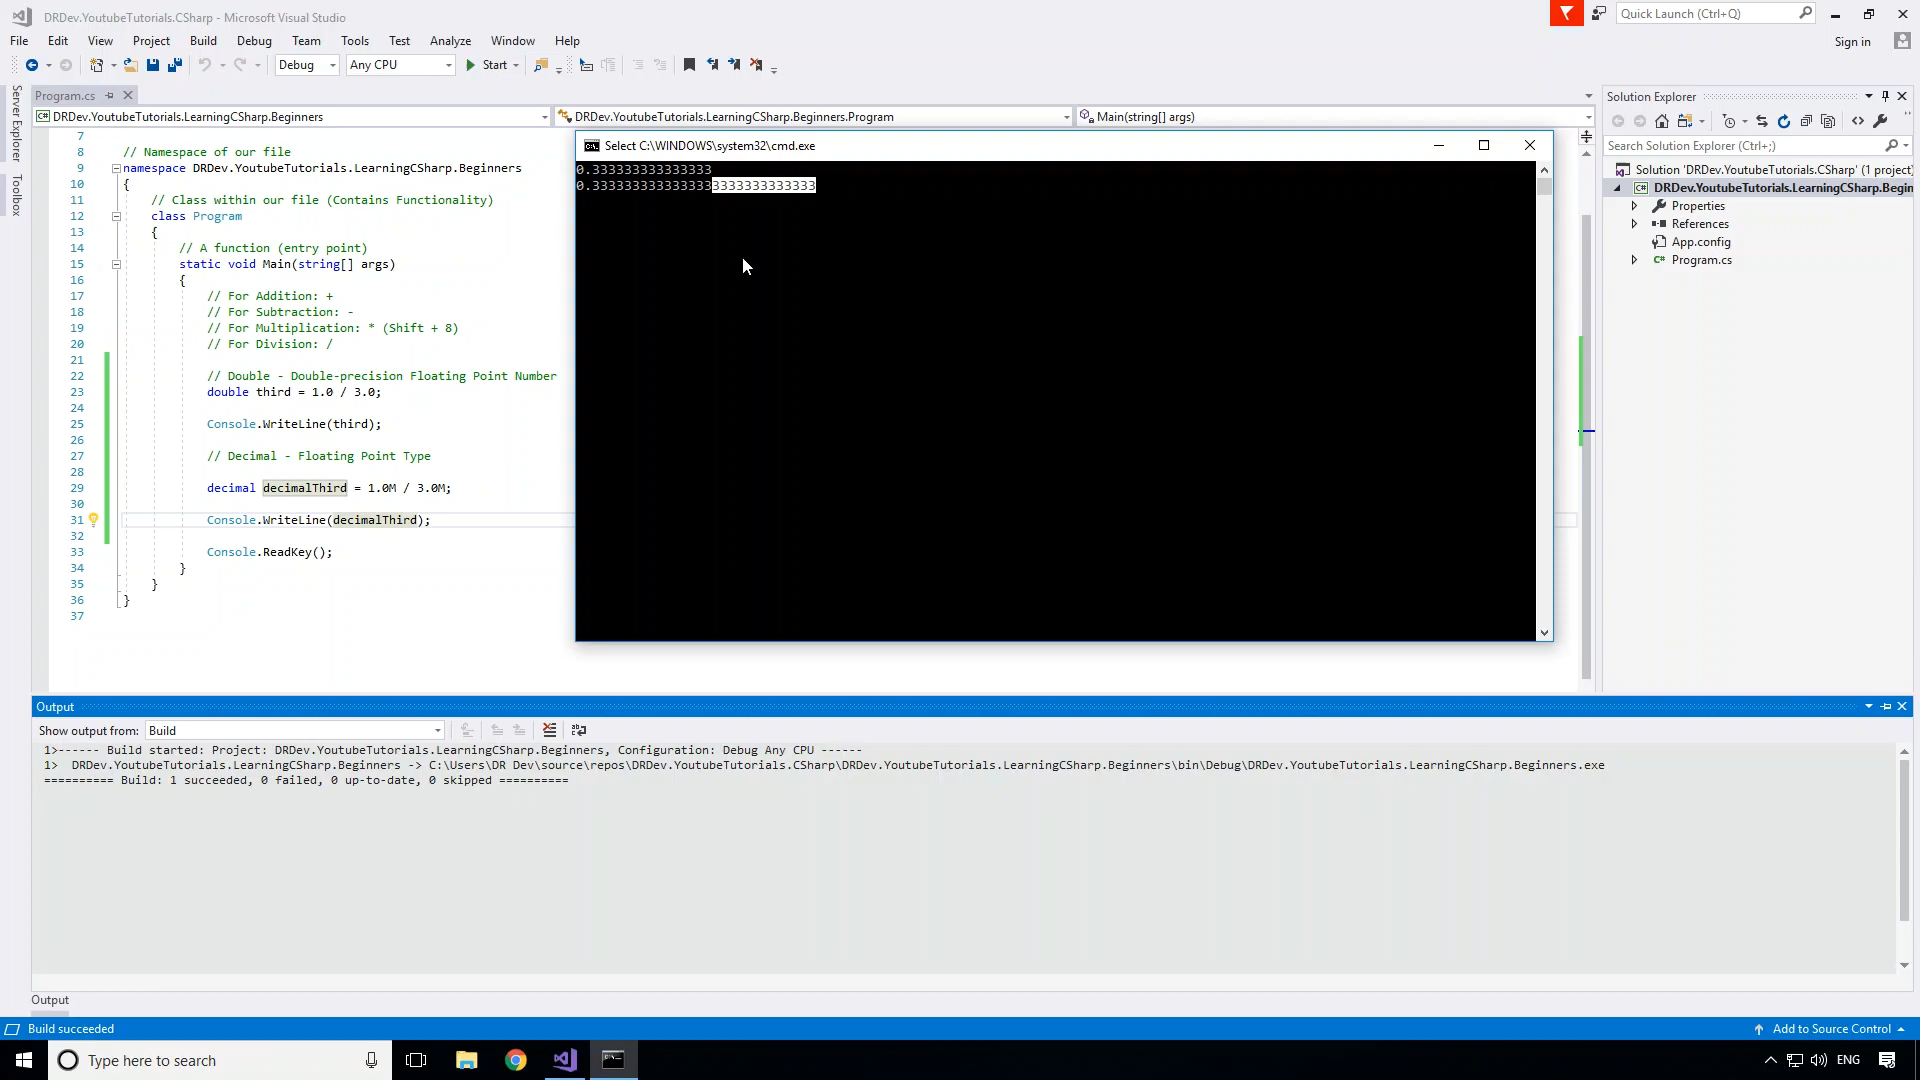 DRDev.YoutubeTutorials.CSharp - Microsoft Visual Studio
Quick Launch (Ctrl+Q)
File Edit View Project Build Debug Team Tools Test Analyze Window Help
Sign in
Debug Any CPU Start
Server Explorer
Toolbox
Program.cs
DRDev.YoutubeTutorials.LearningCSharp.Beginners DRDev.YoutubeTutorials.LearningCSharp.Beginners.Program Main(string[] args)
7
8 // Namespace of our file
9 namespace DRDev.YoutubeTutorials.LearningCSharp.Beginners
10 {
11 // Class within our file (Contains Functionality)
12 class Program
13 {
14 // A function (entry point)
15 static void Main(string[] args)
16 {
17 // For Addition: +
18 // For Subtraction: -
19 // For Multiplication: * (Shift + 8)
20 // For Division: /
21
22 // Double - Double-precision Floating Point Number
23 double third = 1.0 / 3.0;
24
25 Console.WriteLine(third);
26
27 // Decimal - Floating Point Type
28
29 decimal decimalThird = 1.0M / 3.0M;
30
31 Console.WriteLine(decimalThird);
32
33 Console.ReadKey();
34 }
35 }
36 }
37
Select C:\WINDOWS\system32\cmd.exe
0.333333333333333
0.3333333333333333333333333333
Solution Explorer
Search Solution Explorer (Ctrl+;)
Solution 'DRDev.YoutubeTutorials.CSharp' (1 project)
DRDev.YoutubeTutorials.LearningCSharp.Begin
Properties
References
App.config
Program.cs
Output
Show output from: Build
1>------ Build started: Project: DRDev.YoutubeTutorials.LearningCSharp.Beginners, Configuration: Debug Any CPU ------
1> DRDev.YoutubeTutorials.LearningCSharp.Beginners -> C:\Users\DR Dev\source\repos\DRDev.YoutubeTutorials.CSharp\DRDev.YoutubeTutorials.LearningCSharp.Beginners\bin\Debug\DRDev.YoutubeTutorials.LearningCSharp.Beginners.exe
========== Build: 1 succeeded, 0 failed, 0 up-to-date, 0 skipped ==========
Output
Build succeeded
Add to Source Control
Type here to search
ENG